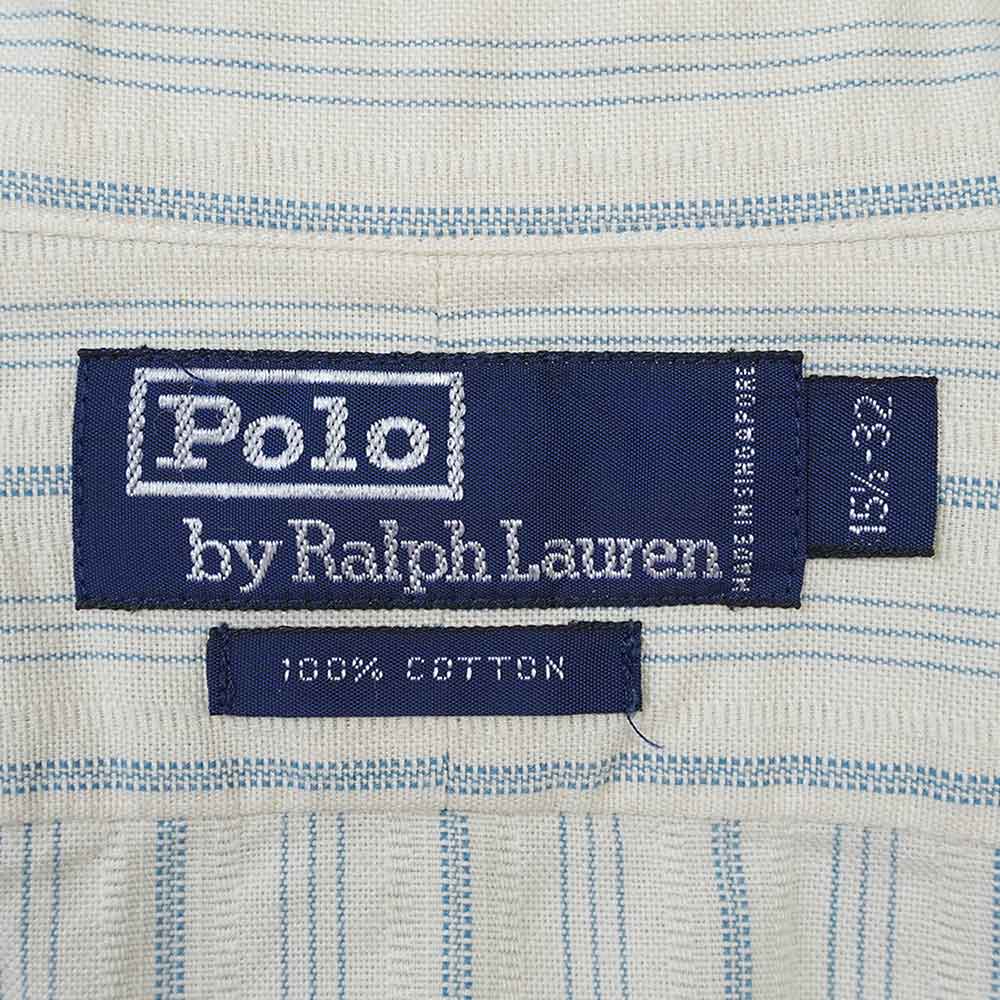 Polo
by Ralph Lauren
MADE IN SINGAPORE
15½-32
100% COTTON